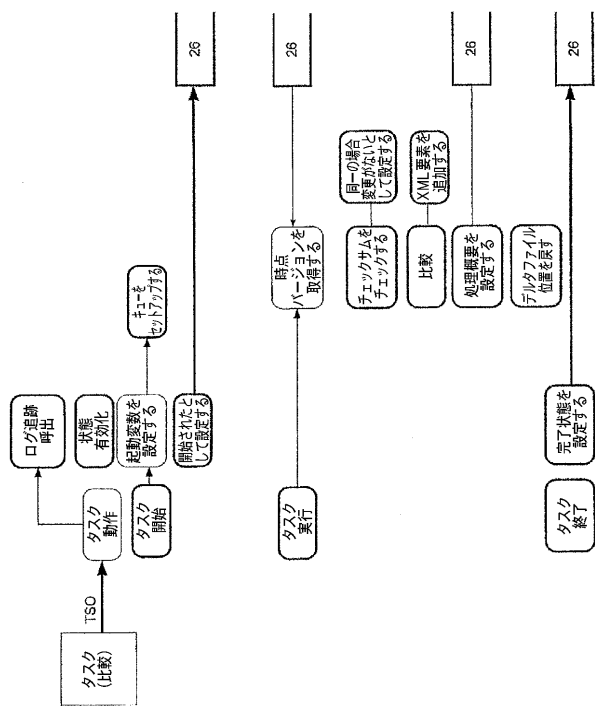 タスク
(比較)
TSO
タスク
動作
ログ追跡
呼出
状態
有効化
タスク
開始
起動変数を
設定する
キューを
セットアップする
開始されたと
して設定する
26
タスク
実行
時点
バージョンを
取得する
26
チェックサムを
チェックする
同一の場合
変更がないと
して設定する
比較
XML要素を
追加する
処理概要を
設定する
26
デルタファイル
位置を戻す
タスク
終了
完了状態を
設定する
26